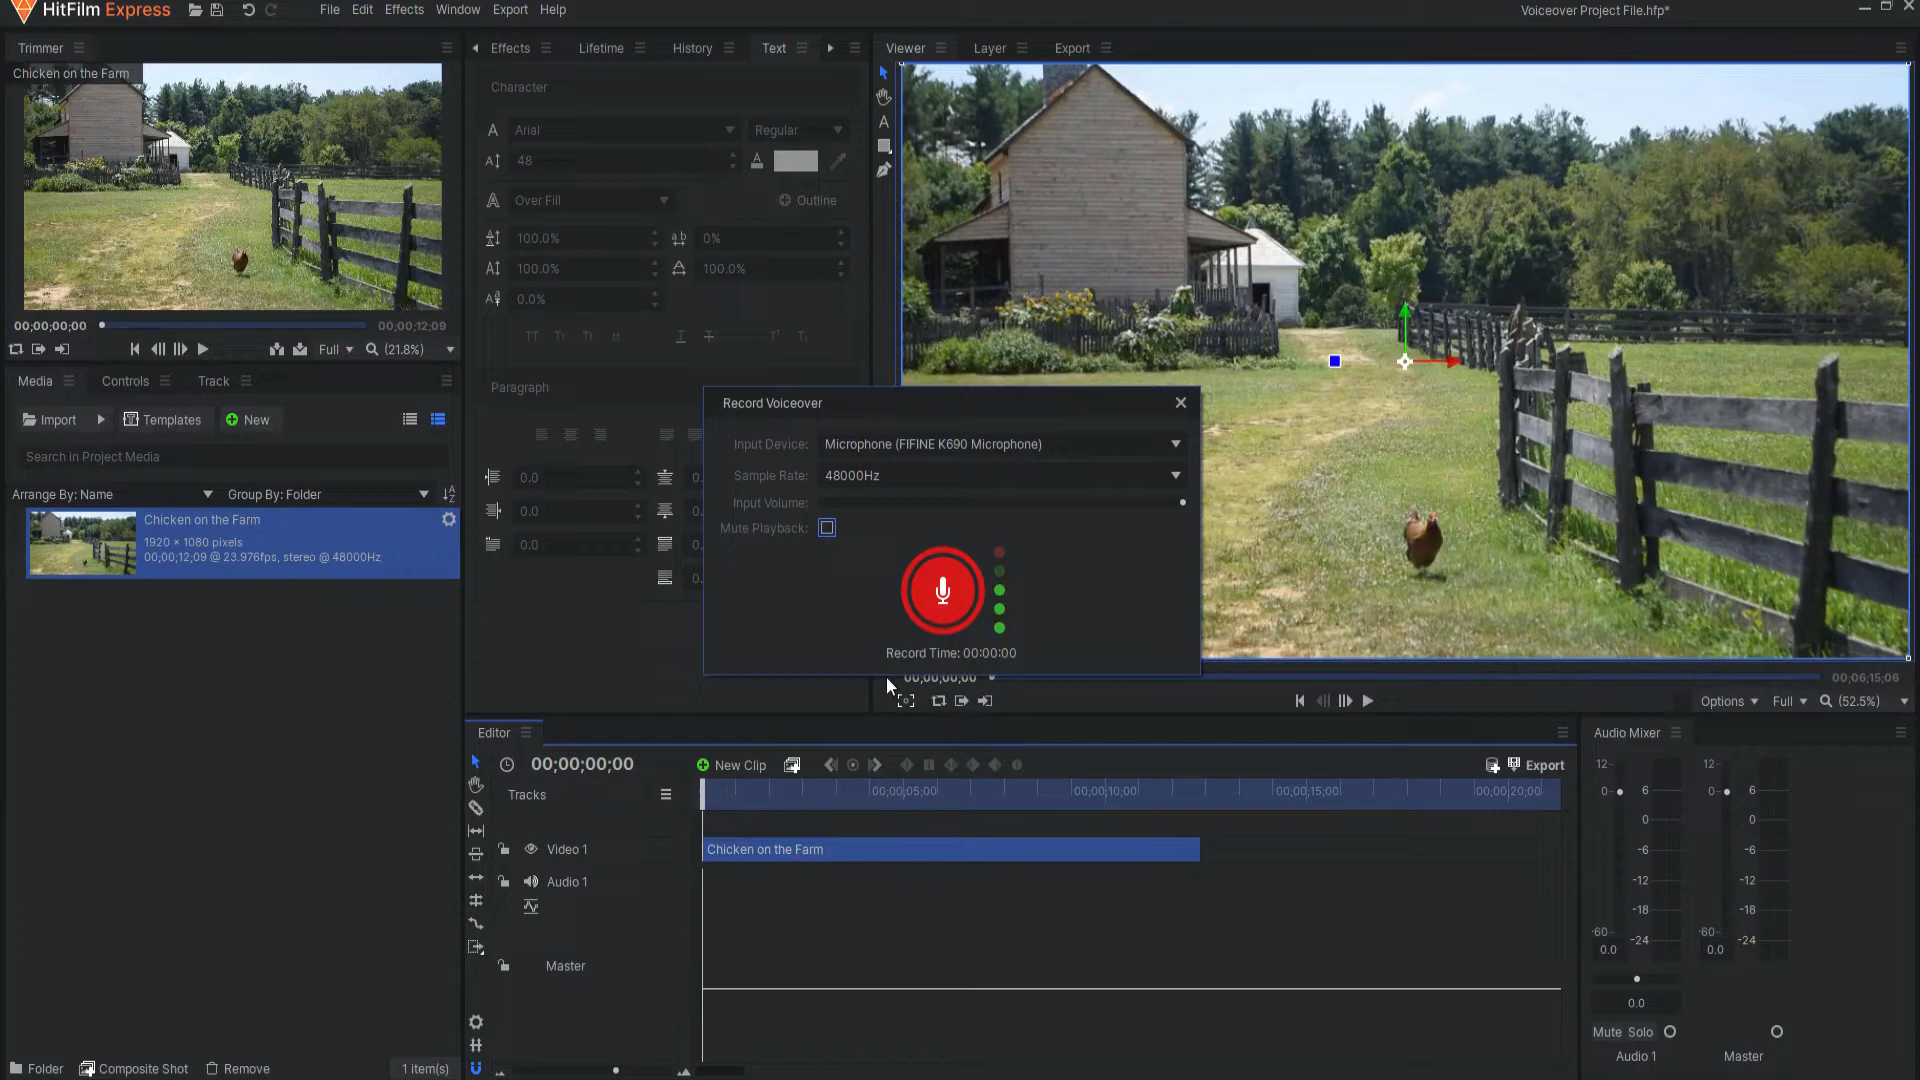 HitFilm Express
File Edit Effects Window Export Help
Voiceover Project File.hfp*
Trimmer
Chicken on the Farm
00;00;00;00
00;00;12;09
Full
(21.8%)
Media Controls Track
Import
Templates
New
Search in Project Media
Arrange By: Name
Group By: Folder
Chicken on the Farm
1920 × 1080 pixels
00;00;12;09 @ 23.976fps, stereo @ 48000Hz
Folder
Composite Shot
Remove
1 item(s)
Effects Lifetime History Text
Character
Arial
Regular
48
Over Fill
Outline
100.0%
0%
100.0%
100.0%
0.0%
Paragraph
0.0
0.0
0.0
Viewer Layer Export
Record Voiceover
Input Device: Microphone (FIFINE K690 Microphone)
Sample Rate: 48000Hz
Input Volume:
Mute Playback:
Record Time: 00:00:00
00;00;00;00
00;06;15;06
Options
Full
(52.5%)
Editor
00;00;00;00
New Clip
Export
Tracks
00;00;05;00 00;00;10;00 00;00;15;00 00;00;20;00
Video 1
Chicken on the Farm
Audio 1
Master
Audio Mixer
12 12
0 6 0 6
0 0
-6 -6
-12 -12
-18 -18
-60 -60
-24 -24
0.0 0.0
0.0
Mute Solo
Audio 1 Master